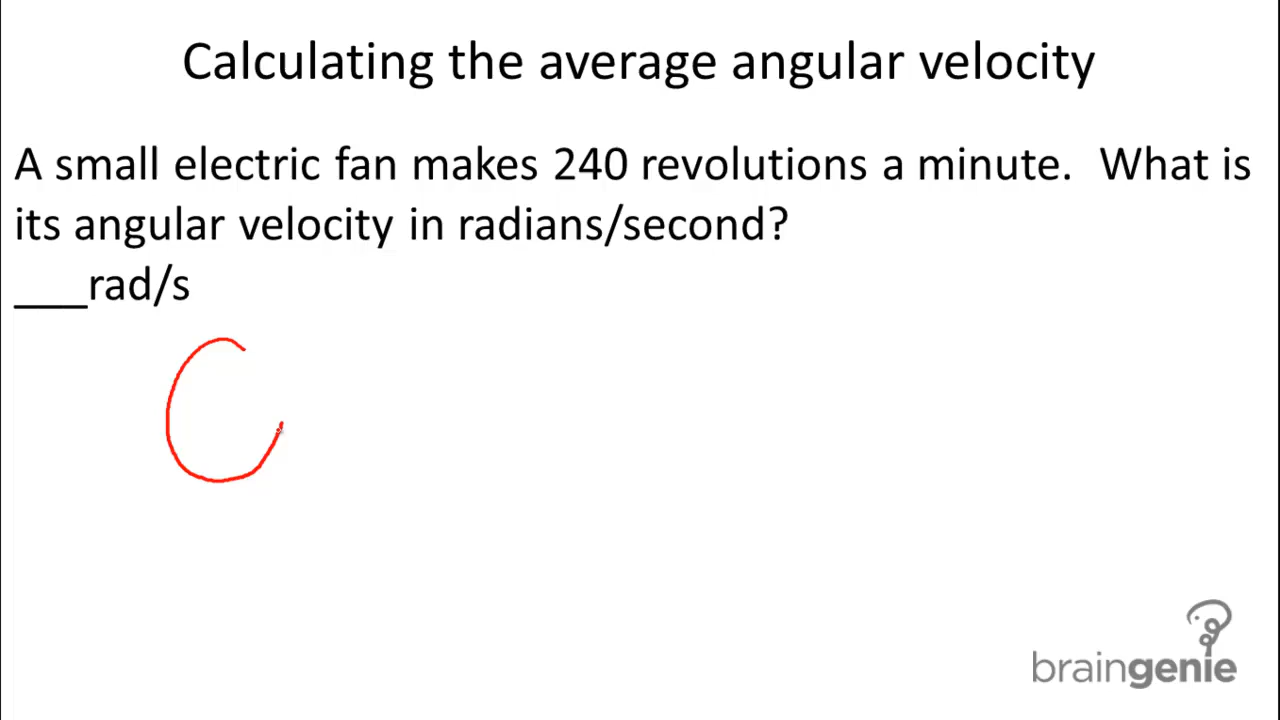 Calculating the average angular velocity
A small electric fan makes 240 revolutions a minute.  What is
its angular velocity in radians/second?
___rad/s
braingenie